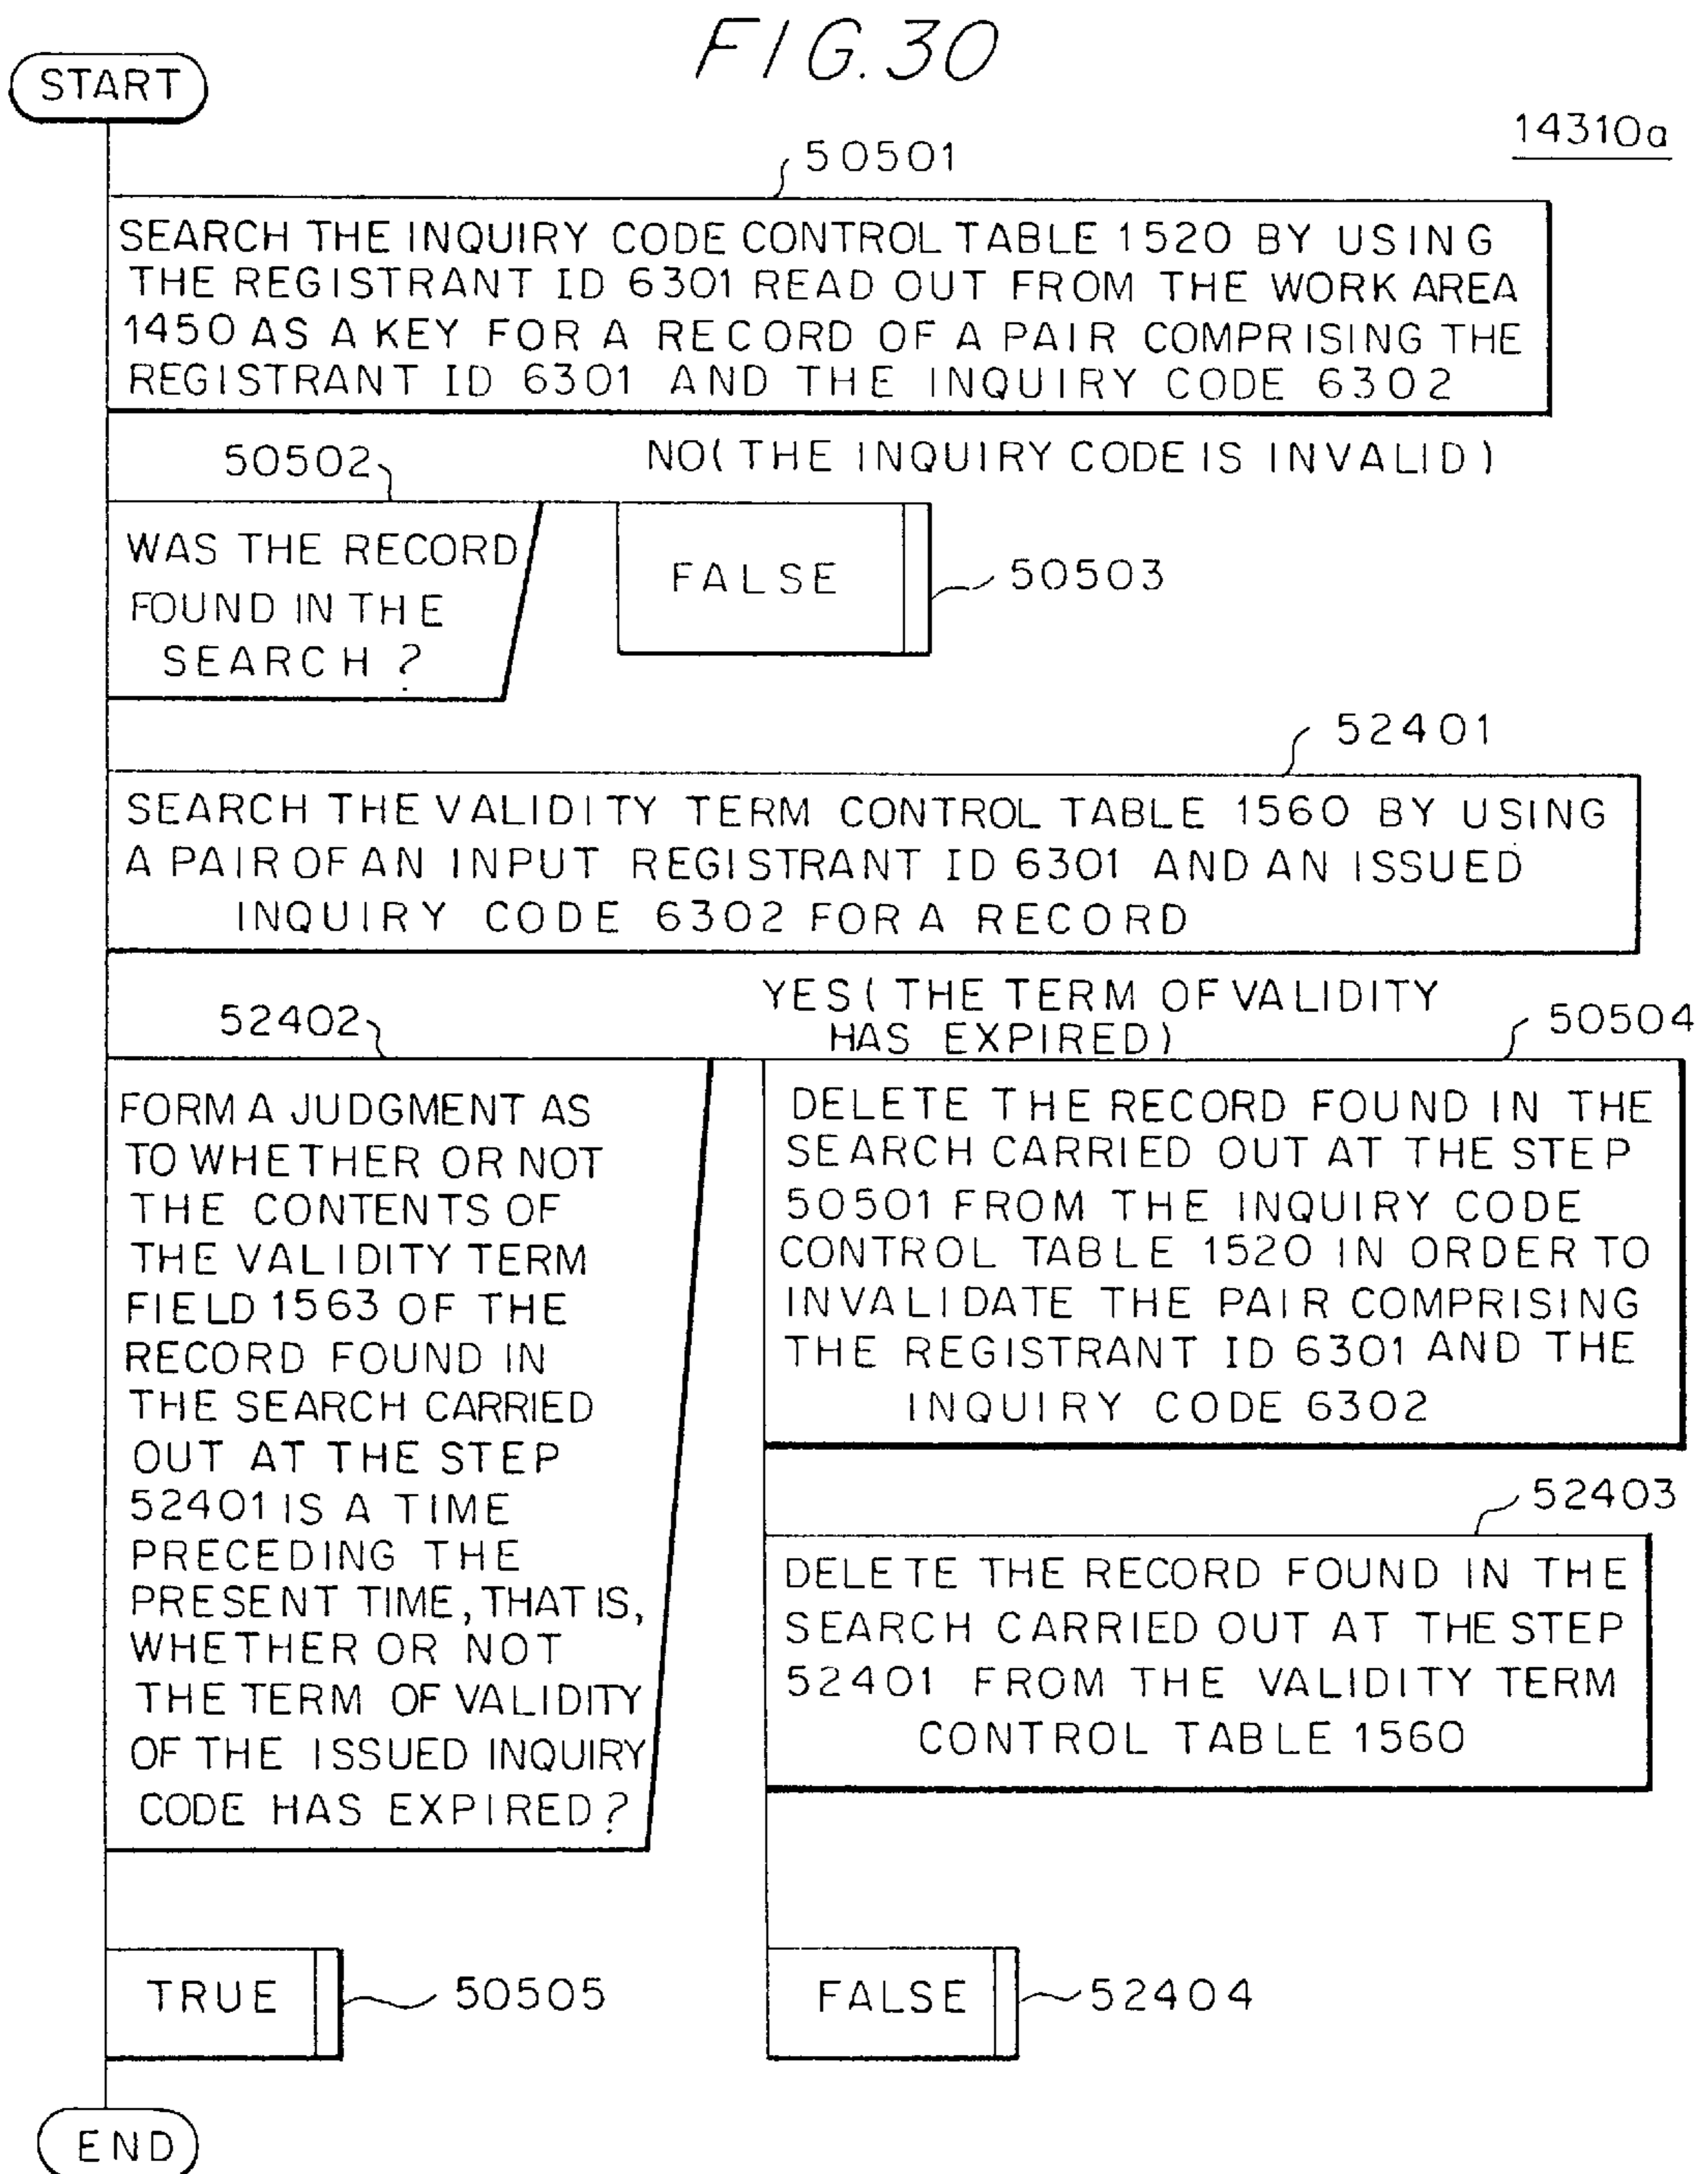 FIG.30
START
14310a
50501
SEARCH THE INQUIRY CODE CONTROL TABLE 1520 BY USING
THE REGISTRANT ID 6301 READ OUT FROM THE WORK AREA
1450 AS A KEY FOR A RECORD OF A PAIR COMPRISING THE
REGISTRANT ID 6301 AND THE INQUIRY CODE 6302
50502
NO(THE INQUIRY CODE IS INVALID)
WAS THE RECORD
FOUND IN THE
SEARCH?
FALSE
50503
52401
SEARCH THE VALIDITY TERM CONTROL TABLE 1560 BY USING
A PAIR OF AN INPUT REGISTRANT ID 6301 AND AN ISSUED
INQUIRY CODE 6302 FOR A RECORD
52402
YES(THE TERM OF VALIDITY
HAS EXPIRED)
50504
FORM A JUDGMENT AS
TO WHETHER OR NOT
THE CONTENTS OF
THE VALIDITY TERM
FIELD 1563 OF THE
RECORD FOUND IN
THE SEARCH CARRIED
OUT AT THE STEP
52401 IS A TIME
PRECEDING THE
PRESENT TIME, THAT IS,
WHETHER OR NOT
THE TERM OF VALIDITY
OF THE ISSUED INQUIRY
CODE HAS EXPIRED?
DELETE THE RECORD FOUND IN THE
SEARCH CARRIED OUT AT THE STEP
50501 FROM THE INQUIRY CODE
CONTROL TABLE 1520 IN ORDER TO
INVALIDATE THE PAIR COMPRISING
THE REGISTRANT ID 6301 AND THE
INQUIRY CODE 6302
52403
DELETE THE RECORD FOUND IN THE
SEARCH CARRIED OUT AT THE STEP
52401 FROM THE VALIDITY TERM
CONTROL TABLE 1560
TRUE
50505
FALSE
52404
END